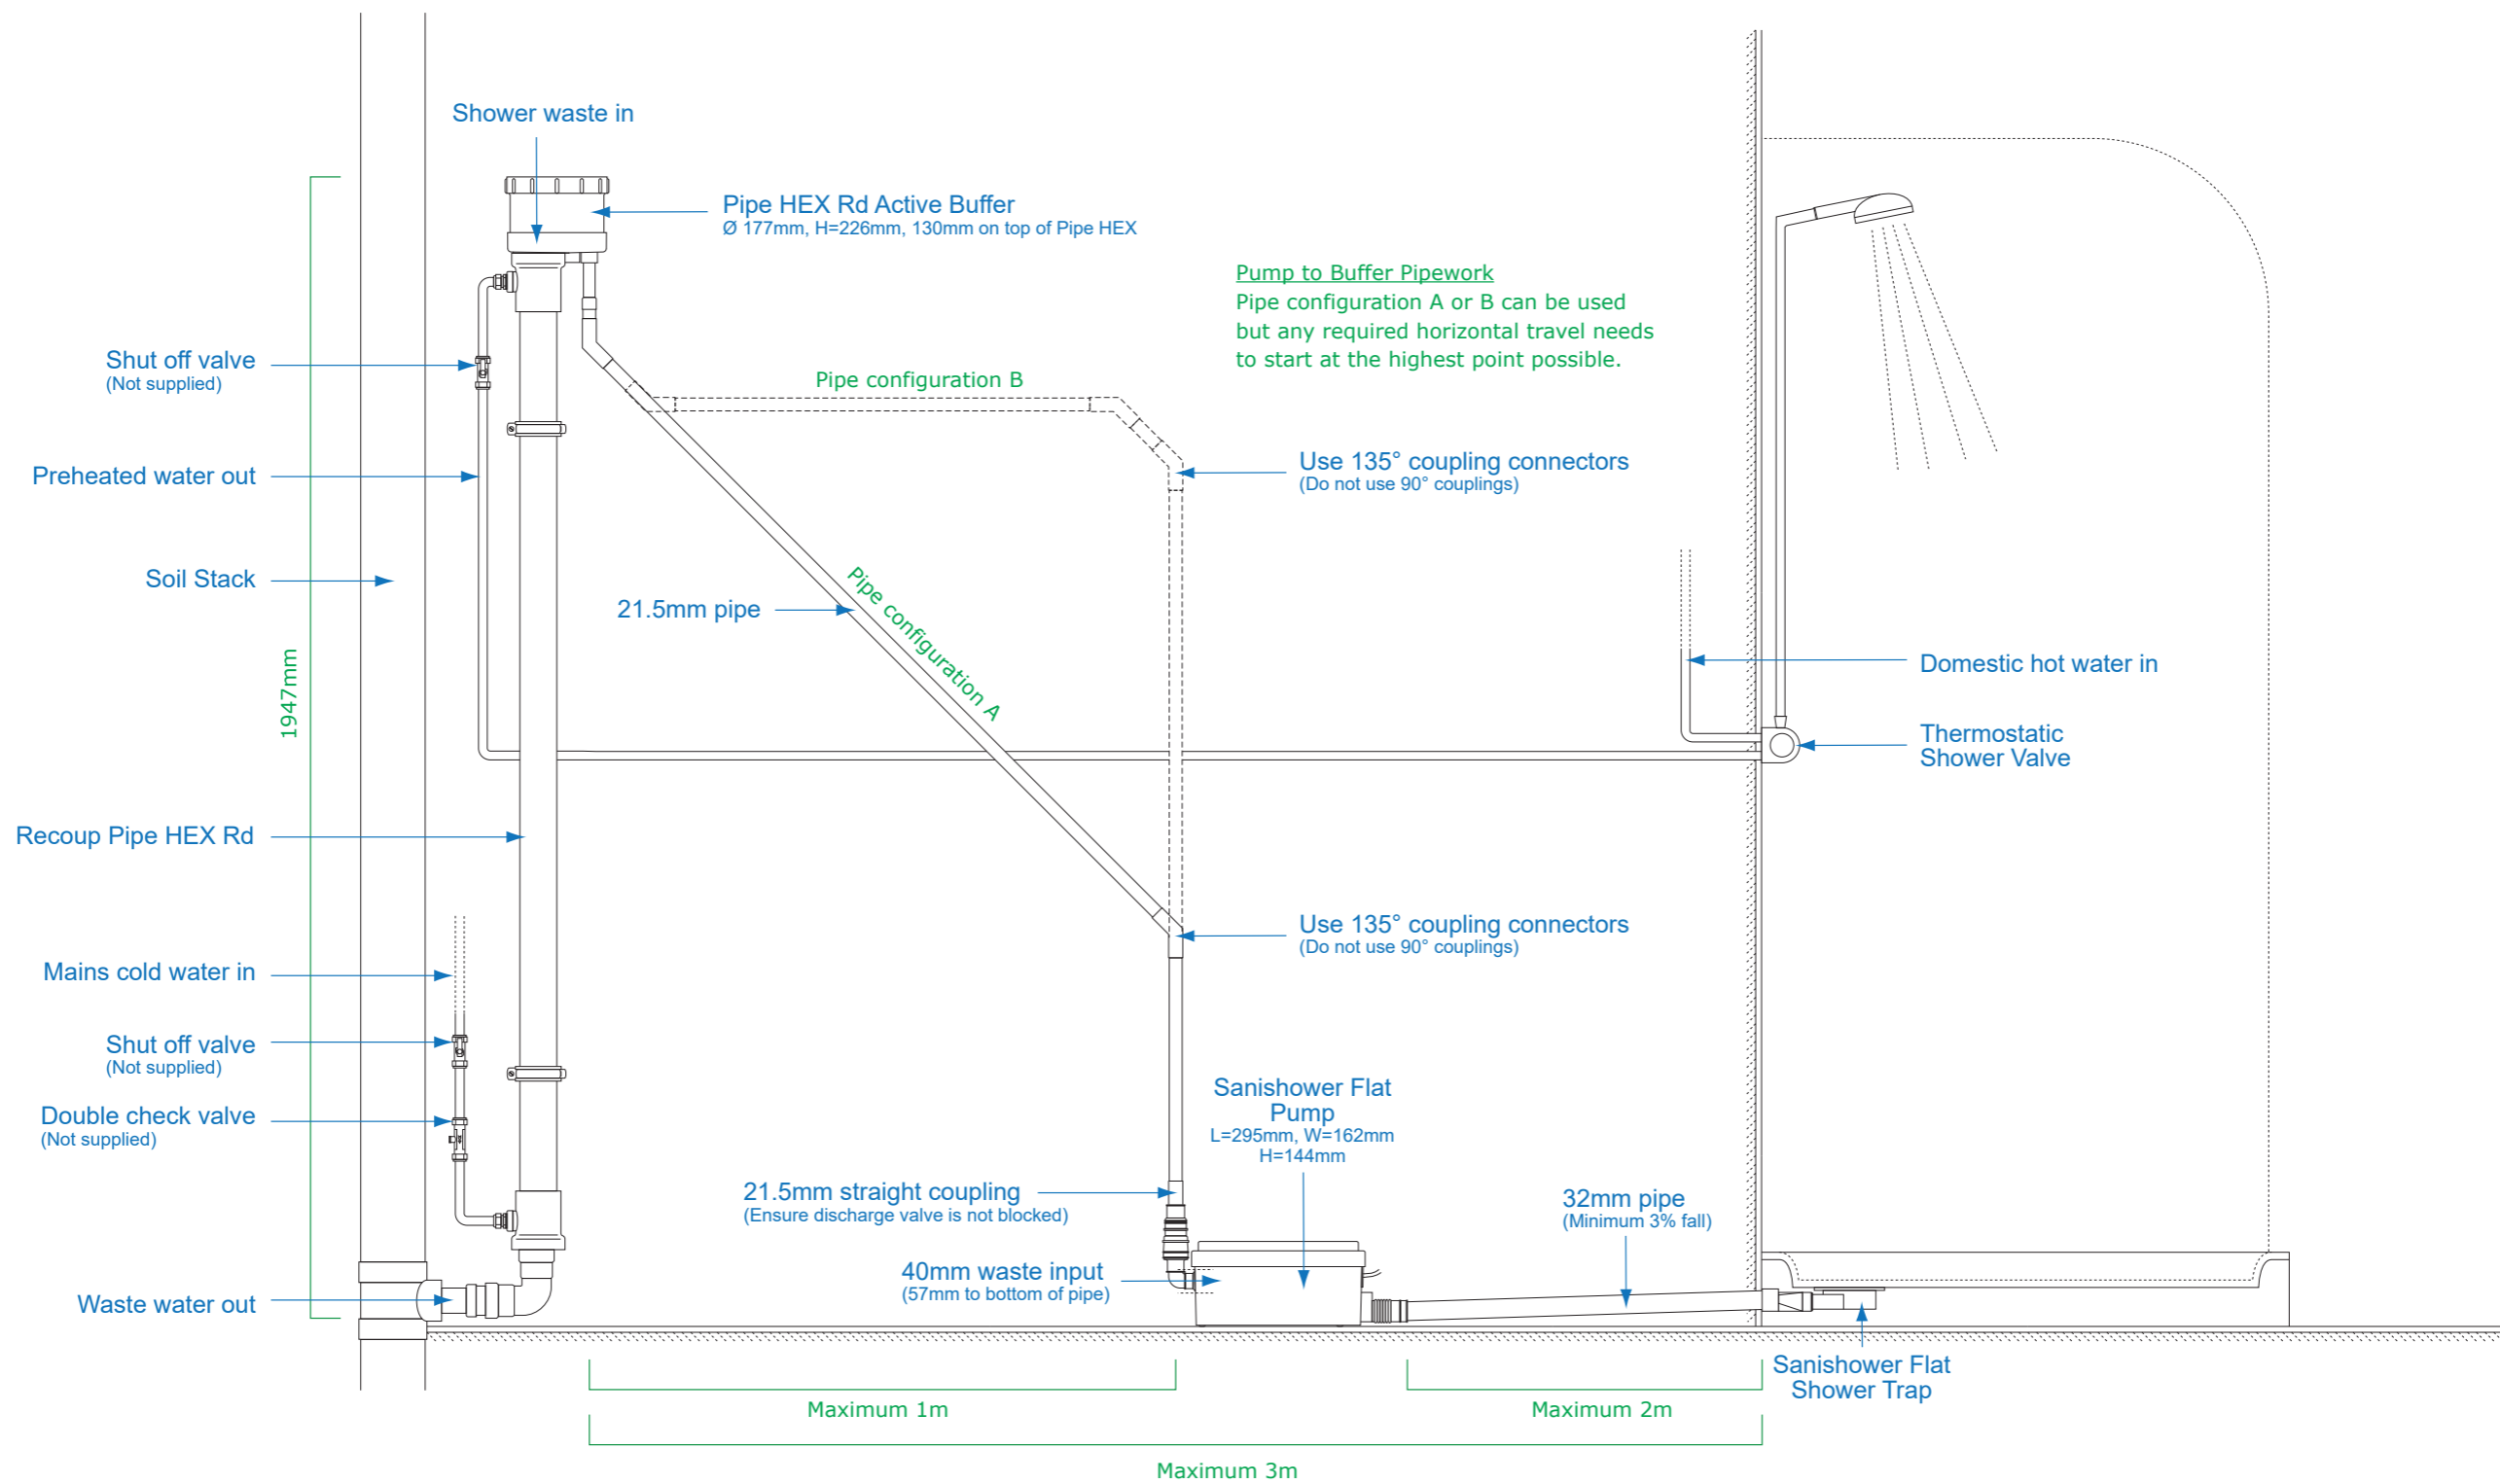 Shower waste in
Pipe HEX Rd Active Buffer
Ø 177mm, H=226mm, 130mm on top of Pipe HEX
Pump to Buffer Pipework
Pipe configuration A or B can be used
but any required horizontal travel needs
to start at the highest point possible.
Shut off valve
(Not supplied)
Pipe configuration B
Preheated water out
Use 135° coupling connectors
(Do not use 90° couplings)
Soil Stack
21.5mm pipe
Pipe configuration A
1947mm
Domestic hot water in
Thermostatic
Shower Valve
Recoup Pipe HEX Rd
Use 135° coupling connectors
(Do not use 90° couplings)
Mains cold water in
Shut off valve
(Not supplied)
Double check valve
(Not supplied)
Sanishower Flat
Pump
L=295mm, W=162mm
H=144mm
21.5mm straight coupling
(Ensure discharge valve is not blocked)
32mm pipe
(Minimum 3% fall)
40mm waste input
(57mm to bottom of pipe)
Waste water out
Sanishower Flat
Shower Trap
Maximum 1m
Maximum 2m
Maximum 3m